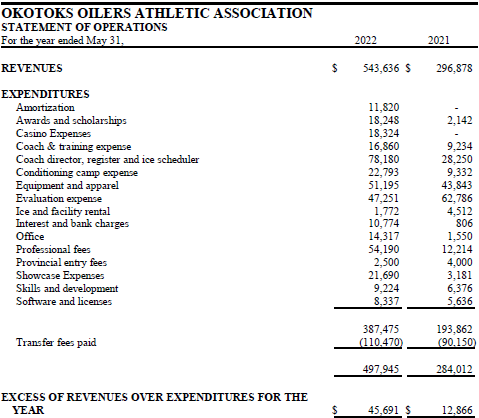 OKOTOKS OILERS ATHLETIC ASSOCIATION
STATEMENT OF OPERATIONS
For the year ended May 31, 2022 2021
REVENUES $ 543,636 $ 296,878
EXPENDITURES
Amortization 11,820 -
Awards and scholarships 18,248 2,142
Casino Expenses 18,324 -
Coach & training expense 16,860 9,234
Coach director, register and ice scheduler 78,180 28,250
Conditioning camp expense 22,793 9,332
Equipment and apparel 51,195 43,843
Evaluation expense 47,251 62,786
Ice and facility rental 1,772 4,512
Interest and bank charges 10,774 806
Office 14,317 1,550
Professional fees 54,190 12,214
Provincial entry fees 2,500 4,000
Showcase Expenses 21,690 3,181
Skills and development 9,224 6,376
Software and licenses 8,337 5,636
387,475 193,862
Transfer fees paid (110,470) (90,150)
497,945 284,012
EXCESS OF REVENUES OVER EXPENDITURES FOR THE
YEAR $ 45,691 $ 12,866